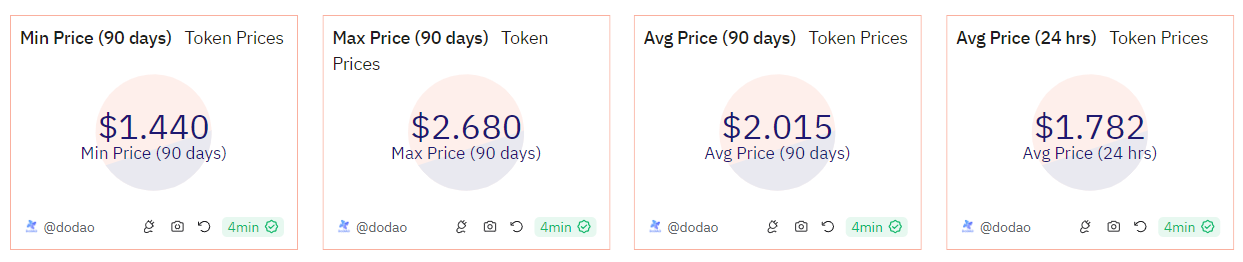 Min Price (90 days) Token Prices
$1.440
Min Price (90 days)
@dodao
4min
Max Price (90 days) Token
Prices
$2.680
Max Price (90 days)
@dodao
4min
Avg Price (90 days) Token Prices
$2.015
Avg Price (90 days)
@dodao
4min
Avg Price (24 hrs) Token Prices
$1.782
Avg Price (24 hrs)
@dodao
4min